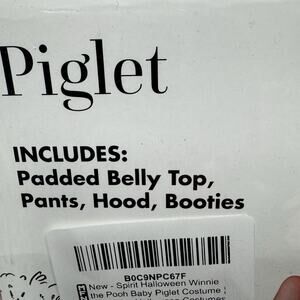 Piglet
INCLUDES:
Padded Belly Top,
Pants, Hood, Booties
B0C9NPC67F
New - Spirit Halloween Winnie
the Pooh Baby Piglet Costume